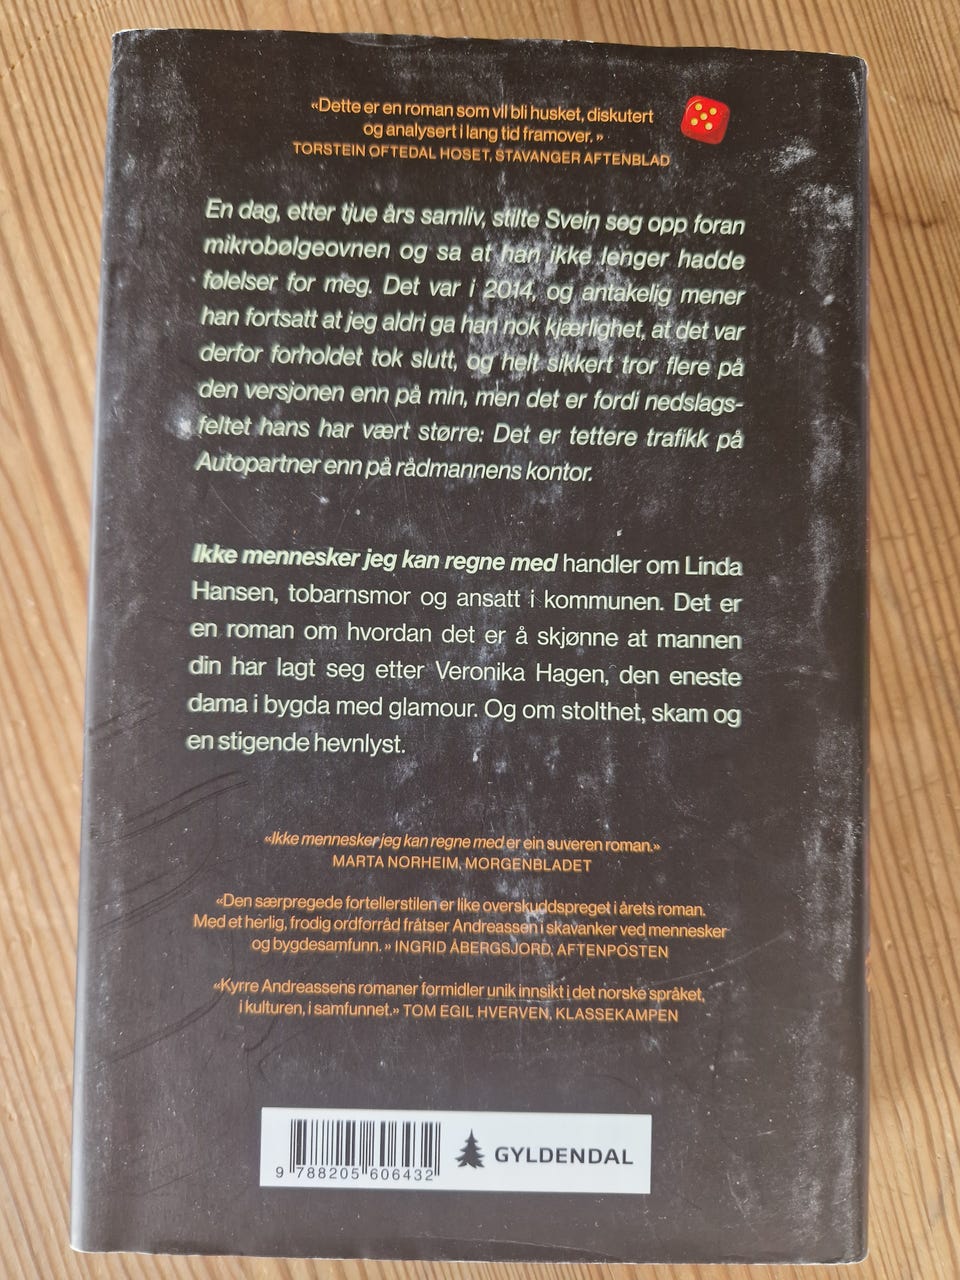 «Dette er en roman som vil bli husket, diskutert
og analysert i lang tid framover. »
TORSTEIN OFTEDAL HOSET, STAVANGER AFTENBLAD
En dag, etter tjue års samliv, stilte Svein seg opp foran
mikrobølgeovnen og sa at han ikke lenger hadde
følelser for meg. Det var i 2014, og antakelig mener
han fortsatt at jeg aldri ga han nok kjærlighet, at det var
derfor forholdet tok slutt, og helt sikkert tror flere på
den versjonen enn på min, men det er fordi nedslags-
feltet hans har vært større: Det er tettere trafikk på
Autopartner enn på rådmannens kontor.
Ikke mennesker jeg kan regne med handler om Linda
Hansen, tobarnsmor og ansatt i kommunen. Det er
en roman om hvordan det er å skjønne at mannen
din har lagt seg etter Veronika Hagen, den eneste
dama i bygda med glamour. Og om stolthet, skam og
en stigende hevnlyst.
«Ikke mennesker jeg kan regne med er ein suveren roman.»
MARTA NORHEIM, MORGENBLADET
«Den særpregede fortellerstilen er like overskuddspreget i årets roman.
Med et herlig, frodig ordforråd fråtser Andreassen i skavanker ved mennesker
og bygdesamfunn. » INGRID ÅBERGSJORD, AFTENPOSTEN
«Kyrre Andreassens romaner formidler unik innsikt i det norske språket,
i kulturen, i samfunnet.» TOM EGIL HVERVEN, KLASSEKAMPEN
9 788205 606432
GYLDENDAL